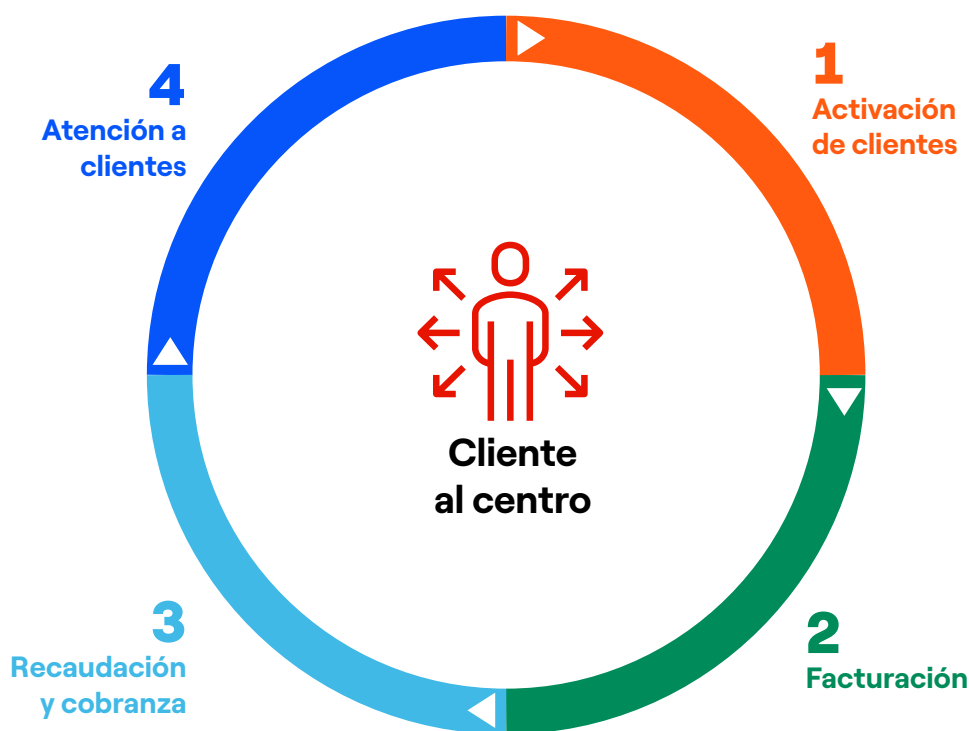 1
Activación
de clientes
2
Facturación
3
Recaudación
y cobranza
4
Atención a
clientes
Cliente
al centro